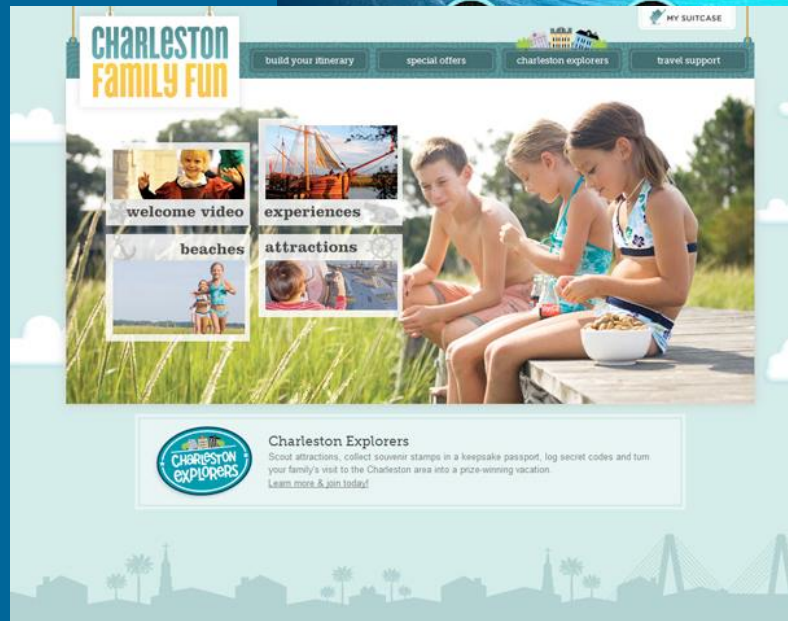 MY SUITCASE
CHARLESTON
FAMILY FUN
build your itinerary
special offers
charleston explorers
travel support
welcome video
experiences
beaches
attractions
CHARLESTON
EXPLORERS
Charleston Explorers
Scout attractions, collect souvenir stamps in a keepsake passport, log secret codes and turn
your family's visit to the Charleston area into a prize-winning vacation.
Learn more & join today!